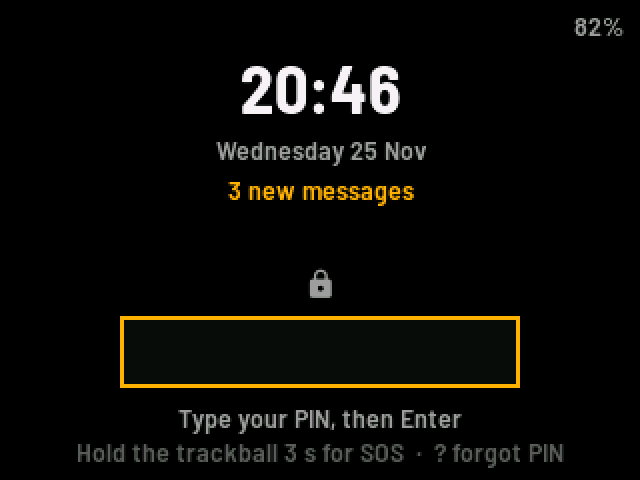 82%
20:46
Wednesday 25 Nov
3 new messages
Type your PIN, then Enter
Hold the trackball 3 s for SOS · ? forgot PIN